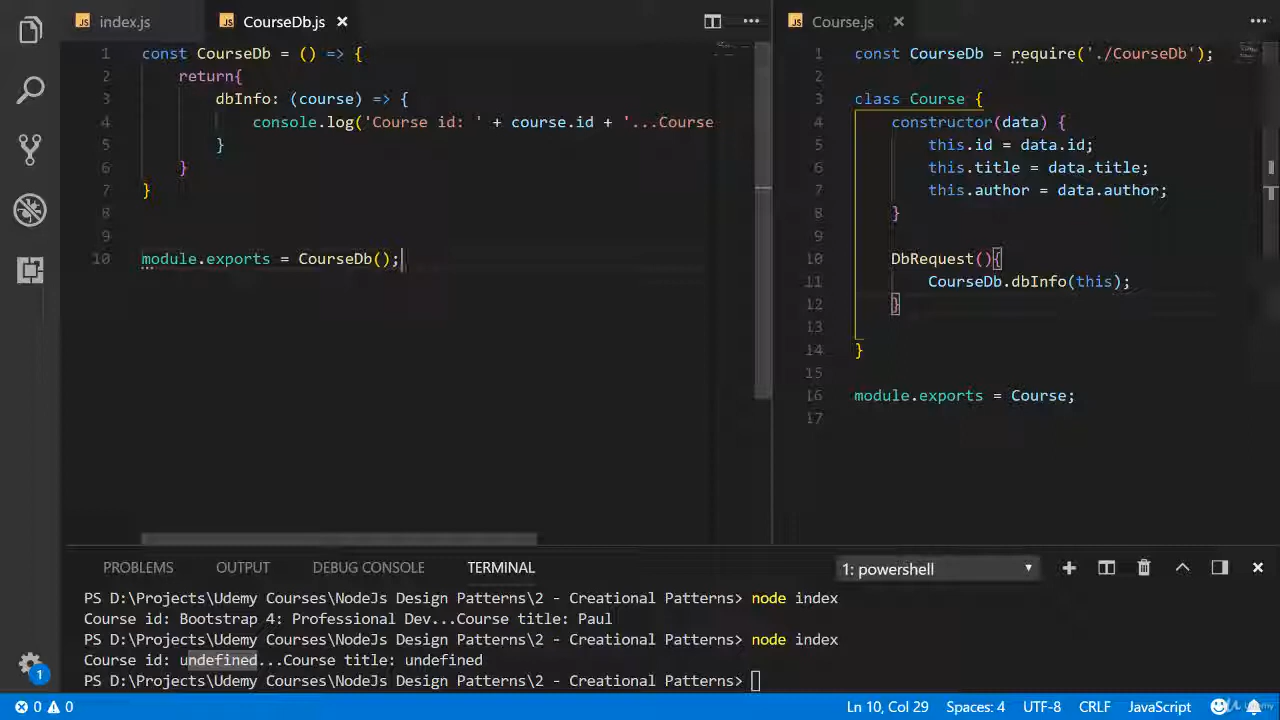 index.js
CourseDb.js
Course.js
1 const CourseDb = () => {
2 return{
3 dbInfo: (course) => {
4 console.log('Course id: ' + course.id + '...Course
5 }
6 }
7 }
8
9
10 module.exports = CourseDb();
1 const CourseDb = require('./CourseDb');
2
3 class Course {
4 constructor(data) {
5 this.id = data.id;
6 this.title = data.title;
7 this.author = data.author;
8 }
9
10 DbRequest(){
11 CourseDb.dbInfo(this);
12 }
13
14 }
15
16 module.exports = Course;
17
PROBLEMS OUTPUT DEBUG CONSOLE TERMINAL 1: powershell
PS D:\Projects\Udemy Courses\NodeJs Design Patterns\2 - Creational Patterns> node index
Course id: Bootstrap 4: Professional Dev...Course title: Paul
PS D:\Projects\Udemy Courses\NodeJs Design Patterns\2 - Creational Patterns> node index
Course id: undefined...Course title: undefined
PS D:\Projects\Udemy Courses\NodeJs Design Patterns\2 - Creational Patterns>
1
0 0 Ln 10, Col 29 Spaces: 4 UTF-8 CRLF JavaScript Udemy